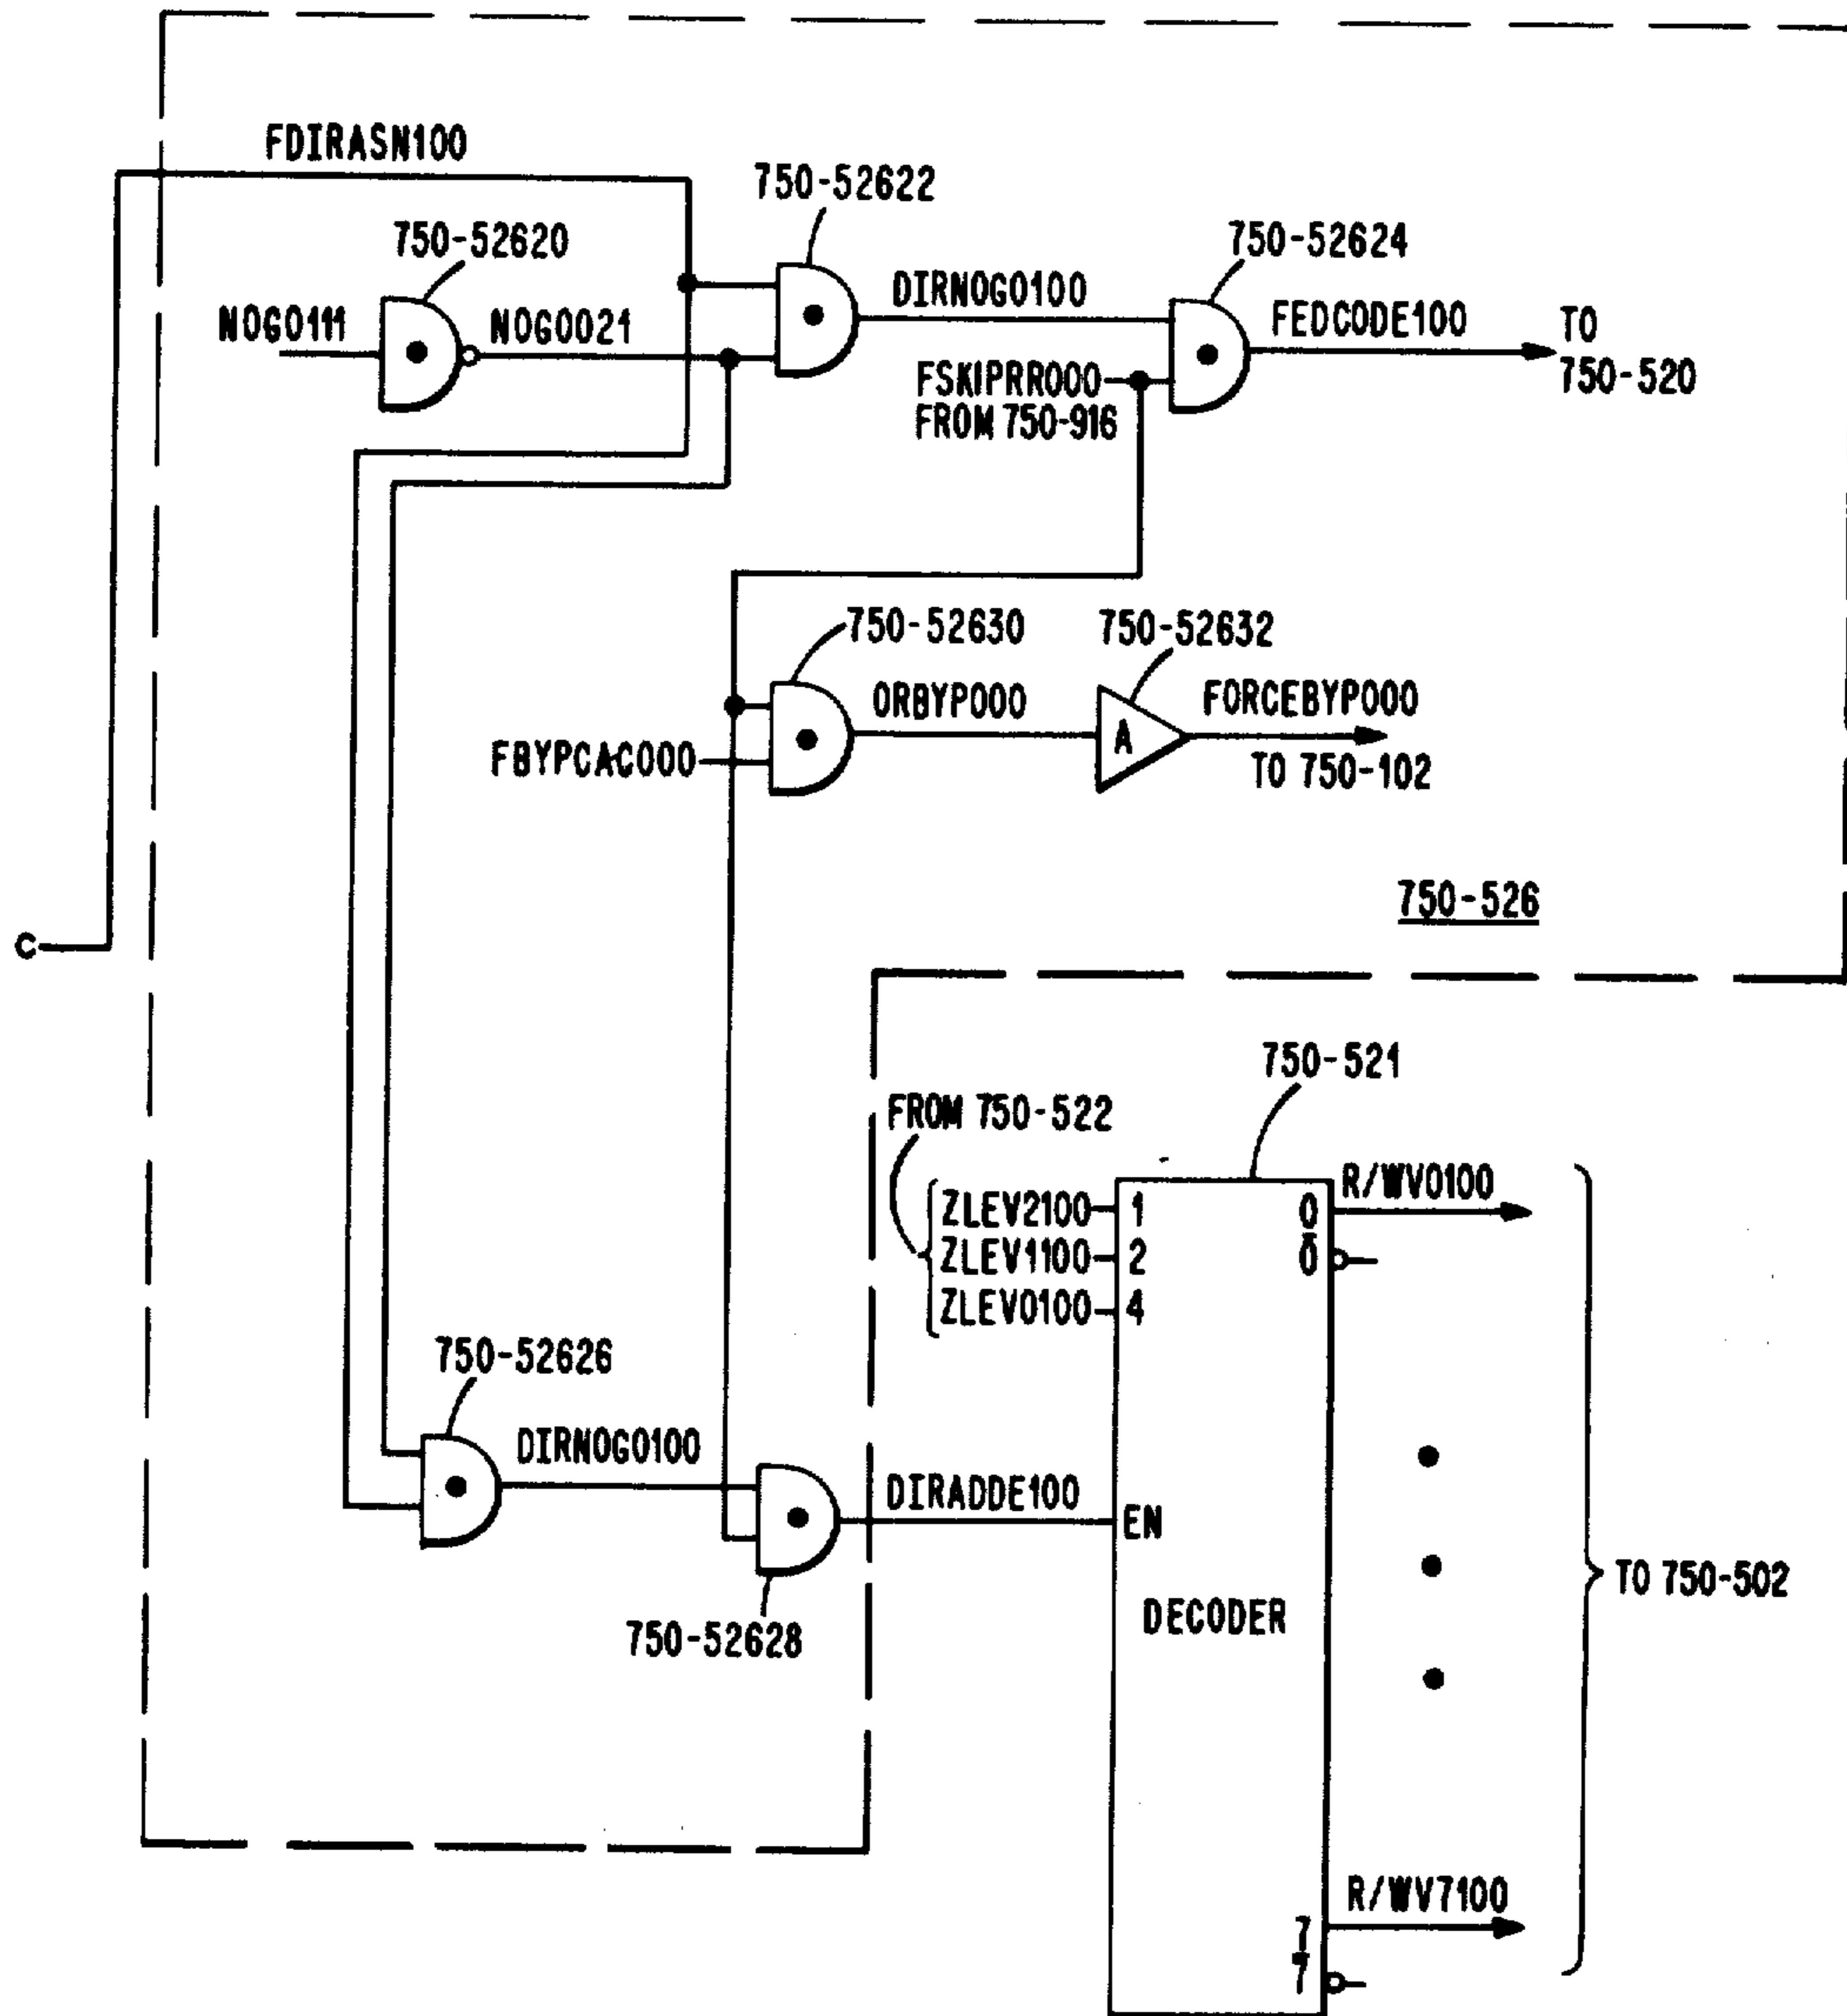 FDIRASN100
750-52622
750-52620
750-52624
NOGO111
NOGO021
DIRNOGO100
FEDCODE100
TO
750-520
FSKIPRR000
FROM 750-916
750-52630
750-52632
ORBYP000
FORCEBYP000
FBYPCAC000
A
TO 750-102
750-526
C
750-521
FROM 750-522
R/WV0100
ZLEV2100
1
0
ZLEV1100
2
0̅
ZLEV0100
4
750-52626
DIRNOGO100
DIRADDE100
EN
TO 750-502
DECODER
750-52628
R/WV7100
7
7̅